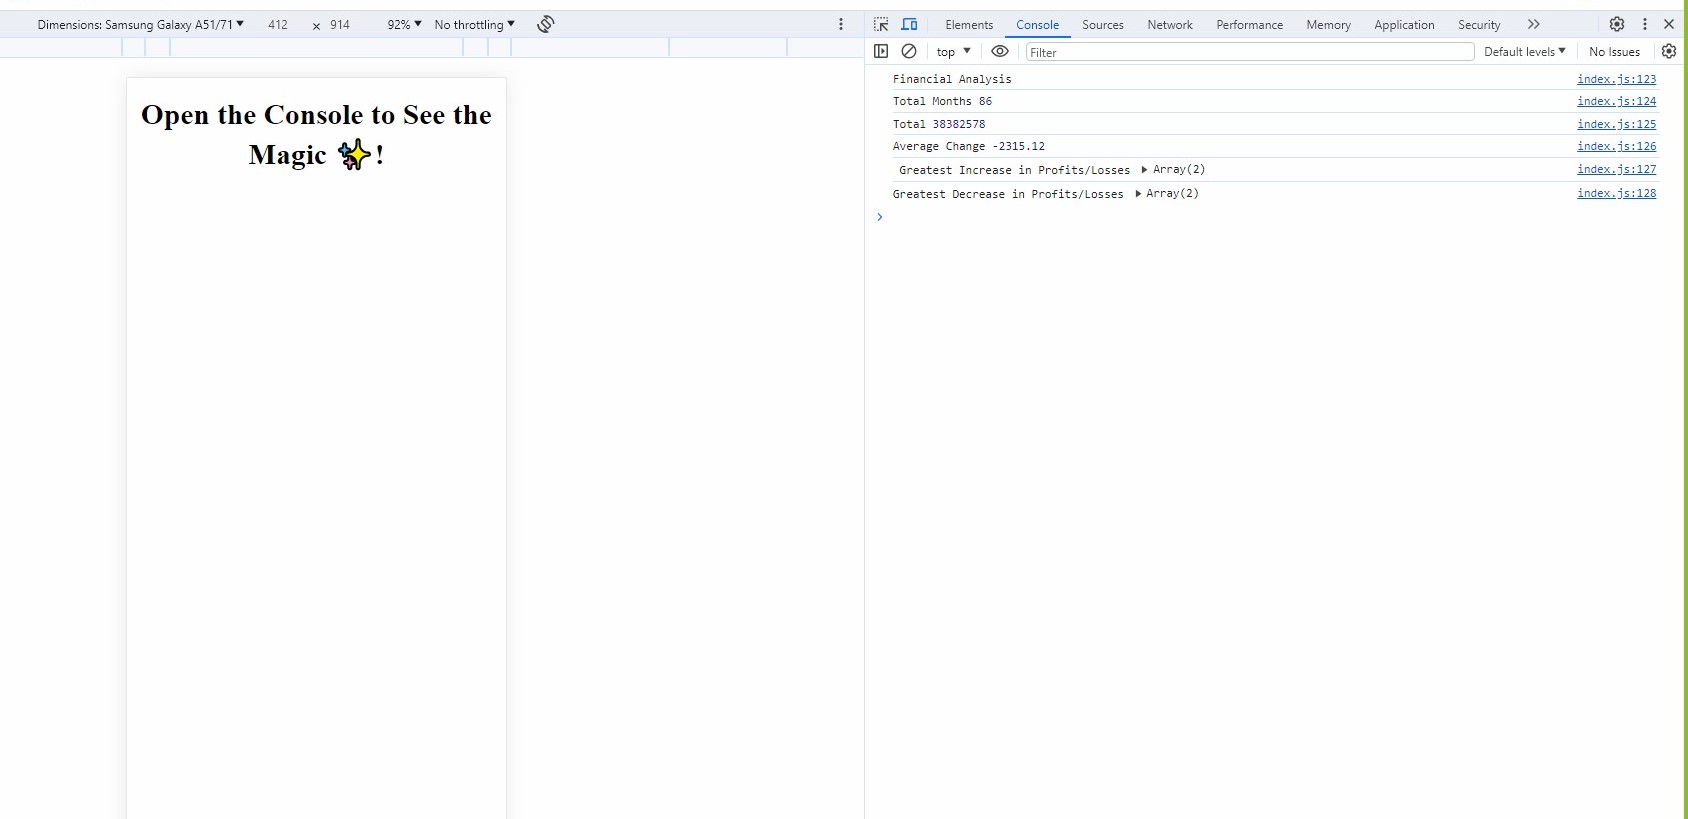 Dimensions: Samsung Galaxy A51/71 412 × 914 92% No throttling
Elements Console Sources Network Performance Memory Application Security
top Filter Default levels No Issues
Open the Console to See the
Magic ✨!
Financial Analysis index.js:123
Total Months 86 index.js:124
Total 38382578 index.js:125
Average Change -2315.12 index.js:126
Greatest Increase in Profits/Losses ▶ Array(2) index.js:127
Greatest Decrease in Profits/Losses ▶ Array(2) index.js:128